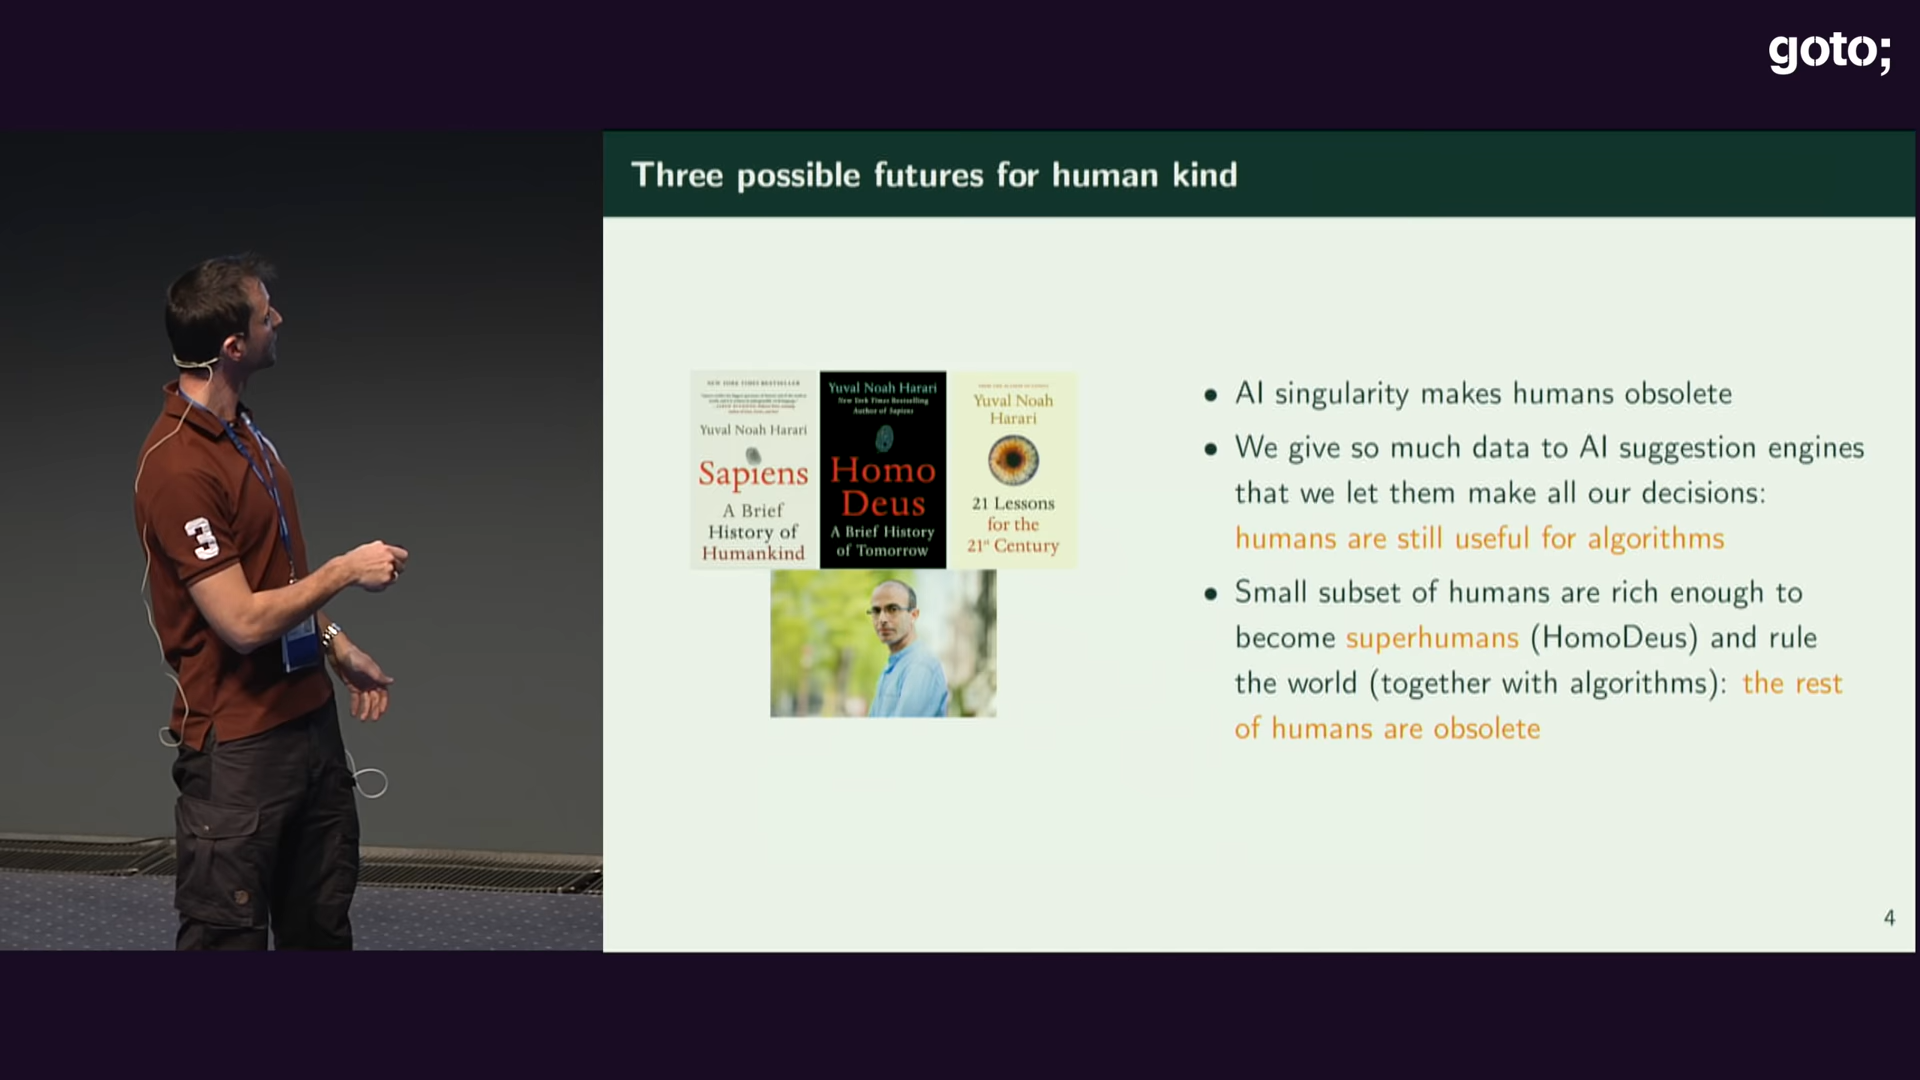 goto;
Three possible futures for human kind
NEW YORK TIMES BESTSELLER
Yuval Noah Harari
Sapiens
A Brief
History of
Humankind
Yuval Noah Harari
New York Times Bestselling
Author of Sapiens
Homo
Deus
A Brief History
of Tomorrow
Yuval Noah
Harari
21 Lessons
for the
21st Century
• AI singularity makes humans obsolete
• We give so much data to AI suggestion engines
that we let them make all our decisions:
humans are still useful for algorithms
• Small subset of humans are rich enough to
become superhumans (HomoDeus) and rule
the world (together with algorithms): the rest
of humans are obsolete
4
3